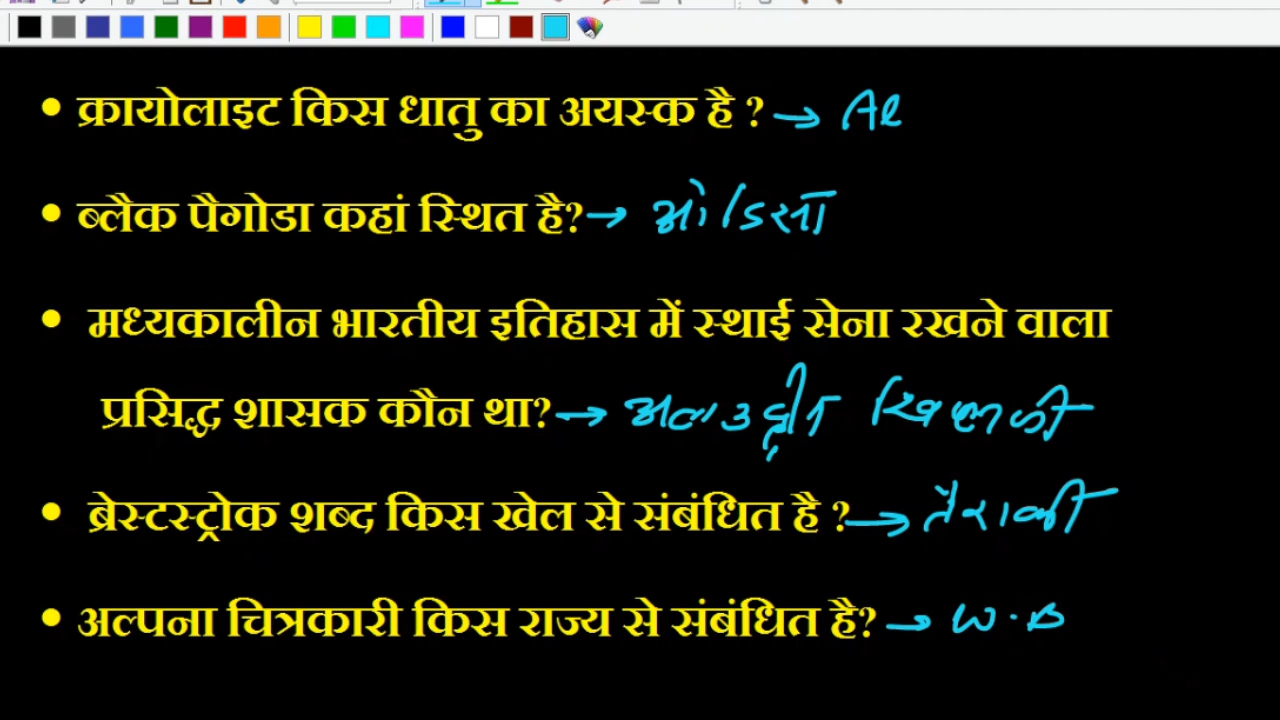 • क्रायोलाइट किस धातु का अयस्क है ? → Al
• ब्लैक पैगोडा कहां स्थित है? → ओडिसा
• मध्यकालीन भारतीय इतिहास में स्थाई सेना रखने वाला
प्रसिद्ध शासक कौन था? → अलाउद्दीन खिलजी
• ब्रेस्टस्ट्रोक शब्द किस खेल से संबंधित है ? → तैराकी
• अल्पना चित्रकारी किस राज्य से संबंधित है? → W.B